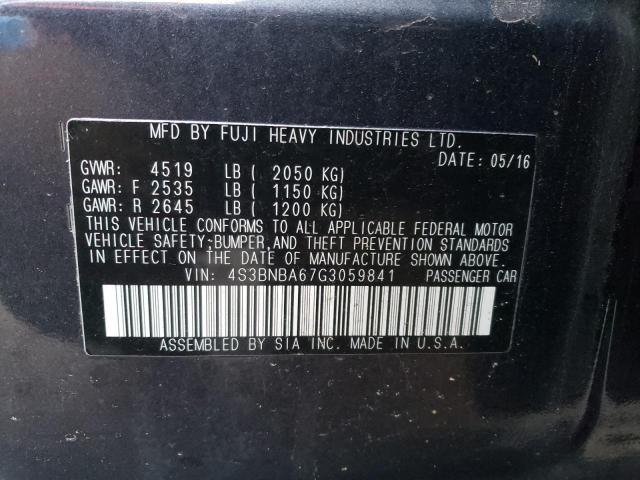 MFD BY FUJI HEAVY INDUSTRIES LTD.
DATE: 05/16
GVWR: 4519 LB ( 2050 KG)
GAWR: F 2535 LB ( 1150 KG)
GAWR: R 2645 LB ( 1200 KG)
THIS VEHICLE CONFORMS TO ALL APPLICABLE FEDERAL MOTOR
VEHICLE SAFETY,BUMPER,AND THEFT PREVENTION STANDARDS
IN EFFECT ON THE DATE OF MANUFACTURE SHOWN ABOVE.
VIN: 4S3BNBA67G3059841 PASSENGER CAR
ASSEMBLED BY SIA INC. MADE IN U.S.A.